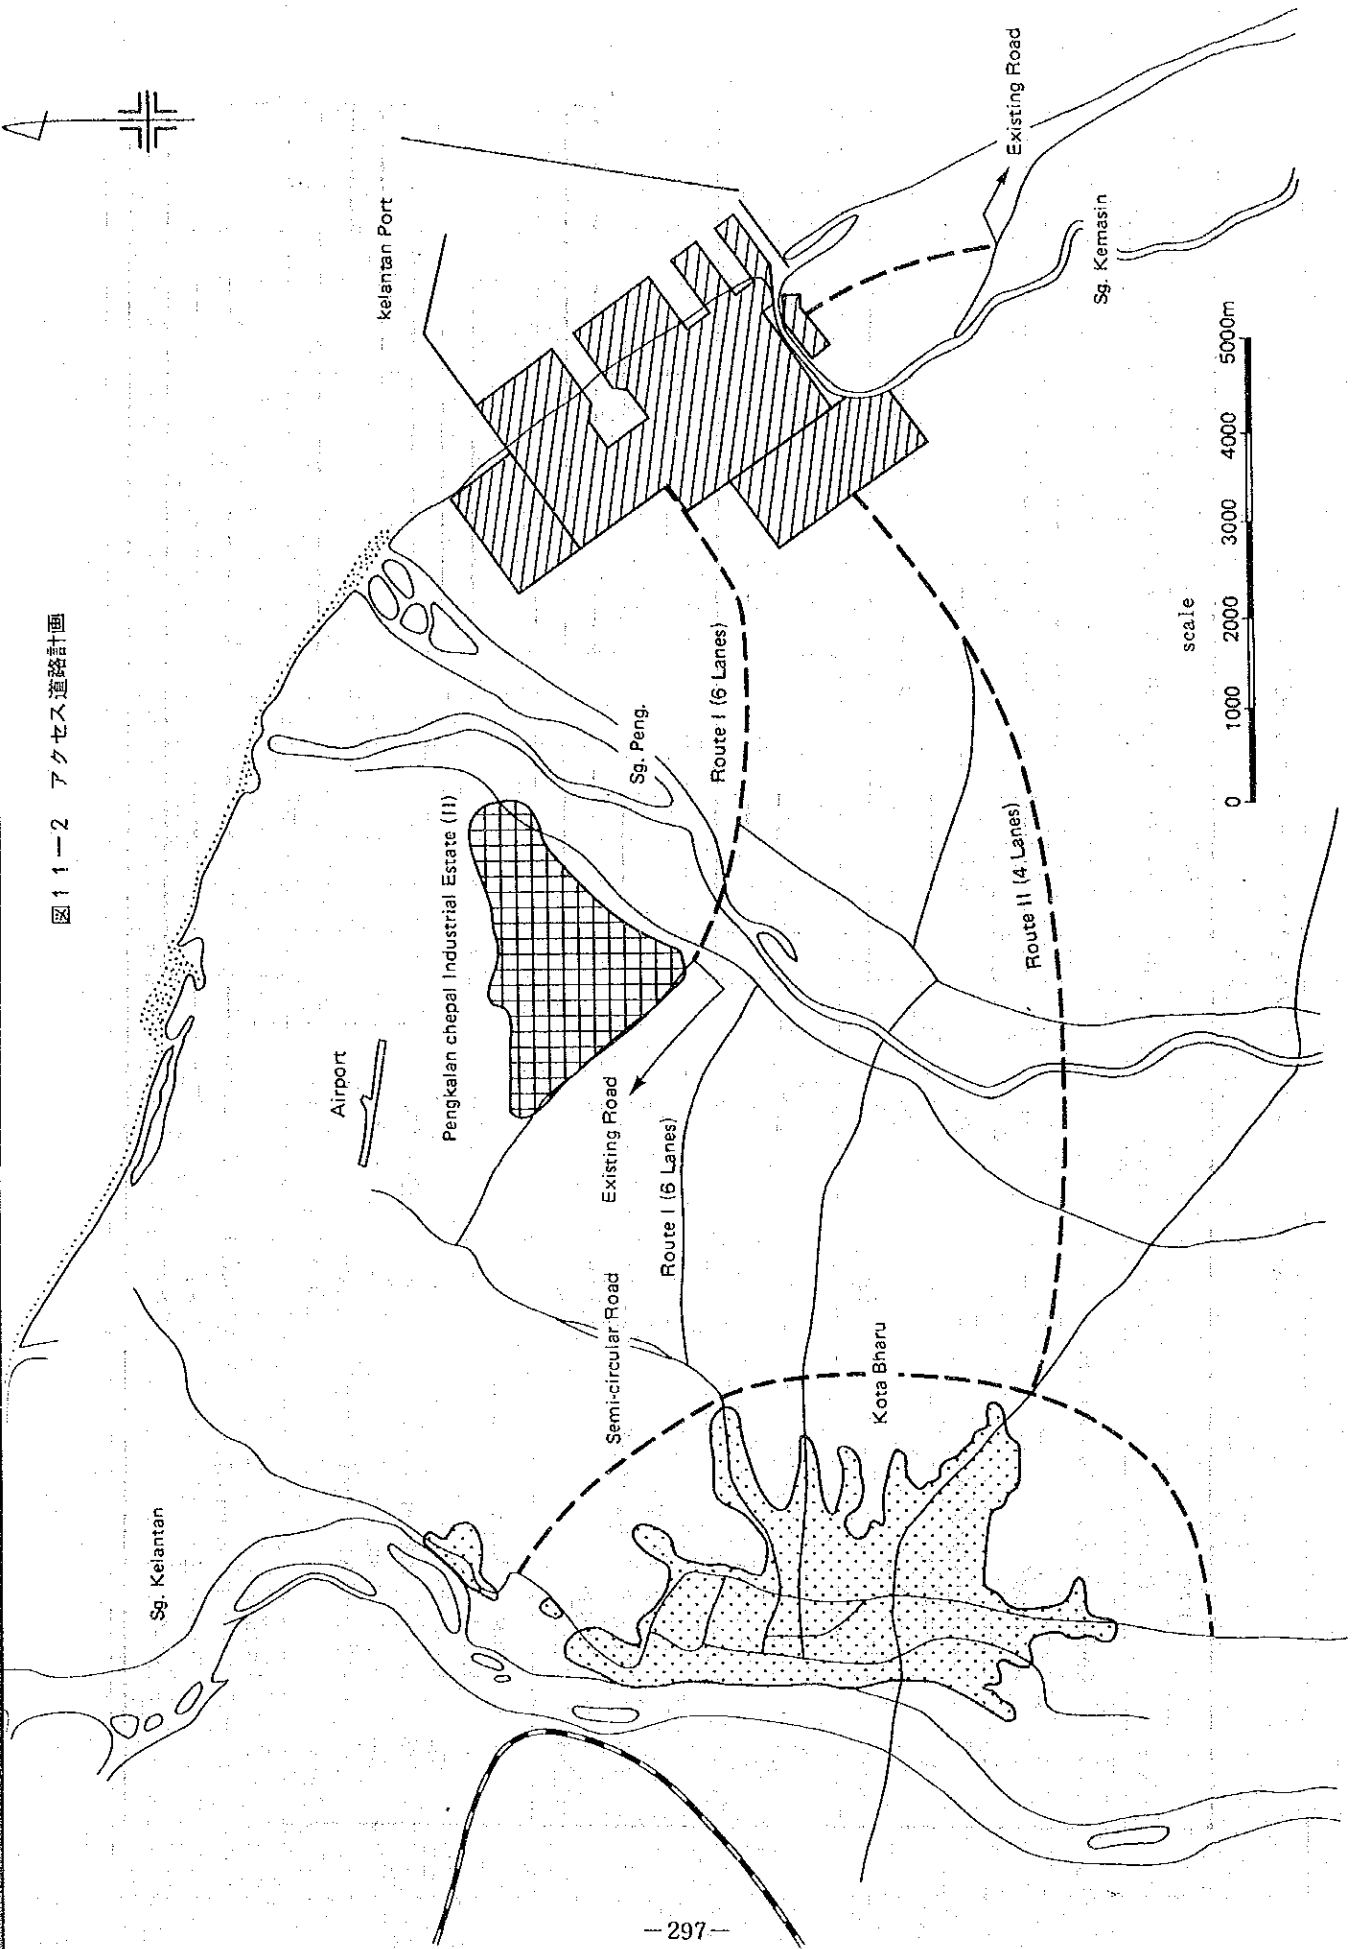 図11-2 アクセス道路計画
kelantan Port
Existing Road
Sg. Kemasin
Sg. Peng.
Route I (6 Lanes)
Pengkalan chepal Industrial Estate (II)
Airport
Existing Road
Route I (6 Lanes)
Route II (4 Lanes)
Semi-circular Road
Kota Bharu
Sg. Kelantan
scale
0 1000 2000 3000 4000 5000m
-297-